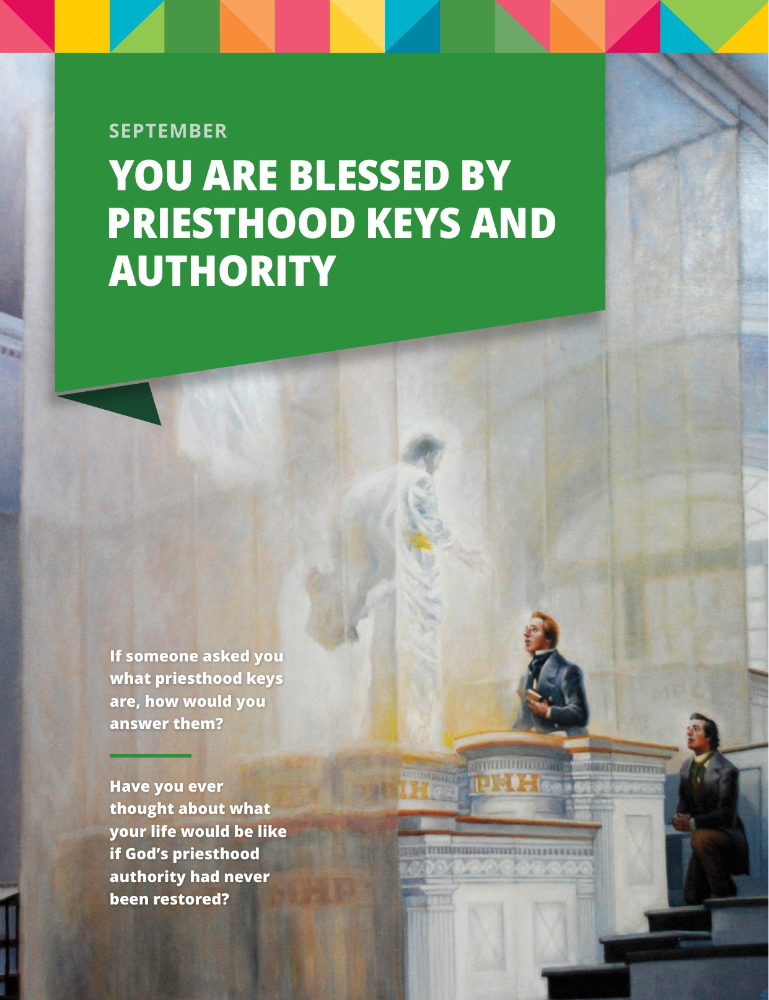 SEPTEMBER
YOU ARE BLESSED BY
PRIESTHOOD KEYS AND
AUTHORITY
If someone asked you
what priesthood keys
are, how would you
answer them?
Have you ever
thought about what
your life would be like
if God’s priesthood
authority had never
been restored?
PMH